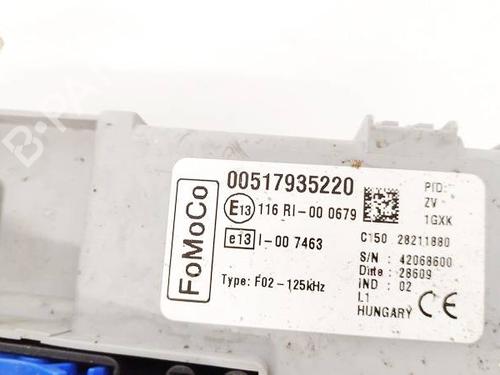 B-PARTS
FoMoCo
00517935220
E13 116 RI-00 0679
e13 I-00 7463
Type: F02-125kHz
PID:
ZV
1GXK
C150 28211880
S/N : 42068600
Date : 28609
IND : 02
L1
HUNGARY CE